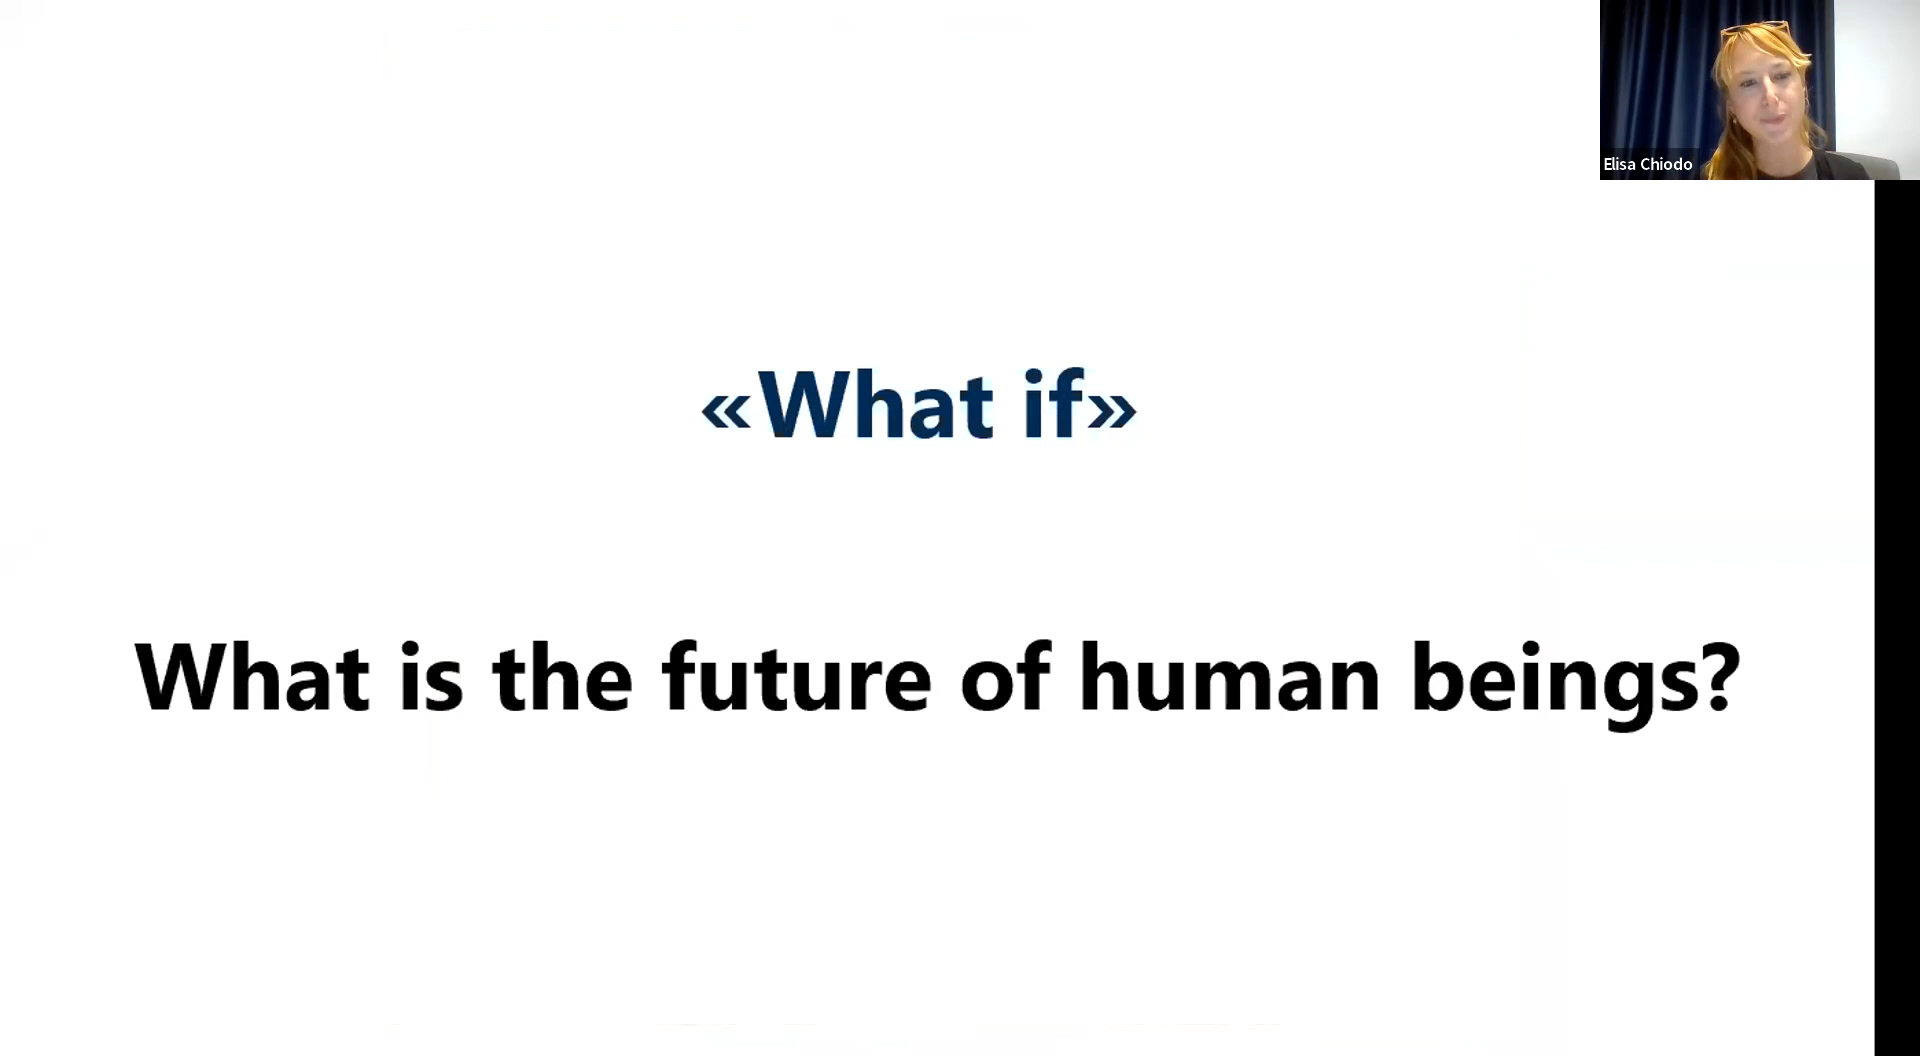 Elisa Chiodo
«What if»
What is the future of human beings?